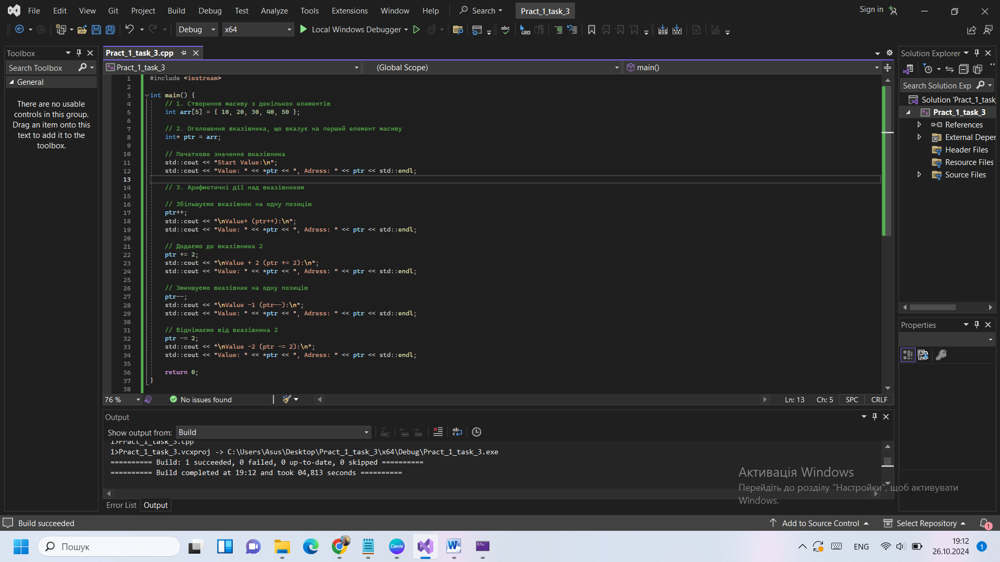 File Edit View Git Project Build Debug Test Analyze Tools Extensions Window Help Search Pract_1_task_3 Sign in
Debug x64 Local Windows Debugger
Toolbox
Search Toolbox
General
There are no usable
controls in this group.
Drag an item onto this
text to add it to the
toolbox.
Pract_1_task_3.cpp
Pract_1_task_3 (Global Scope) main()
1 #include <iostream>
2
3 int main() {
4 // 1. Створення масиву з декількох елементів
5 int arr[5] = { 10, 20, 30, 40, 50 };
6
7 // 2. Оголошення вказівника, що вказує на перший елемент масиву
8 int* ptr = arr;
9
10 // Початкове значення вказівника
11 std::cout << "Start Value:\n";
12 std::cout << "Value: " << *ptr << ", Adress: " << ptr << std::endl;
13
14 // 3. Арифметичні дії над вказівником
15
16 // Збільшуємо вказівник на одну позицію
17 ptr++;
18 std::cout << "\nValue+ (ptr++):\n";
19 std::cout << "Value: " << *ptr << ", Adress: " << ptr << std::endl;
20
21 // Додаємо до вказівника 2
22 ptr += 2;
23 std::cout << "\nValue + 2 (ptr += 2):\n";
24 std::cout << "Value: " << *ptr << ", Adress: " << ptr << std::endl;
25
26 // Зменшуємо вказівник на одну позицію
27 ptr--;
28 std::cout << "\nValue -1 (ptr--):\n";
29 std::cout << "Value: " << *ptr << ", Adress: " << ptr << std::endl;
30
31 // Віднімаємо від вказівника 2
32 ptr -= 2;
33 std::cout << "\nValue -2 (ptr -= 2):\n";
34 std::cout << "Value: " << *ptr << ", Adress: " << ptr << std::endl;
35
36 return 0;
37 }
38
76 % No issues found Ln: 13 Ch: 5 SPC CRLF
Output
Show output from: Build
1>Pract_1_task_3.cpp
1>Pract_1_task_3.vcxproj -> C:\Users\Asus\Desktop\Pract_1_task_3\x64\Debug\Pract_1_task_3.exe
========== Build: 1 succeeded, 0 failed, 0 up-to-date, 0 skipped ==========
========== Build completed at 19:12 and took 04,813 seconds ==========
Error List Output
Solution Explorer
Search Solution Exp
Solution 'Pract_1_task_
Pract_1_task_3
References
External Deper
Header Files
Resource Files
Source Files
Properties
Активація Windows
Перейдіть до розділу "Настройки", щоб активувати
Windows.
Build succeeded Add to Source Control Select Repository 1
Пошук Canva W C:\. ENG 19:12 1
26.10.2024